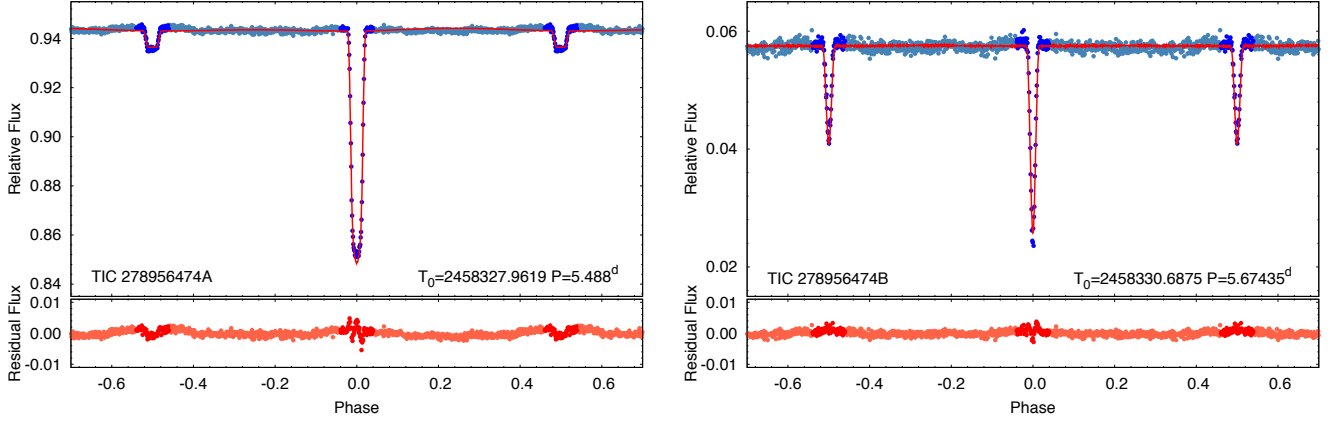 Relative Flux
0.94
0.92
0.90
0.88
0.86
0.84
TIC 278956474A
T0=2458327.9619 P=5.488d
Residual Flux
0.01
0.00
-0.01
-0.6 -0.4 -0.2 0.0 0.2 0.4 0.6
Phase
Relative Flux
0.06
0.04
0.02
TIC 278956474B
T0=2458330.6875 P=5.67435d
Residual Flux
0.01
0.00
-0.01
-0.6 -0.4 -0.2 0.0 0.2 0.4 0.6
Phase